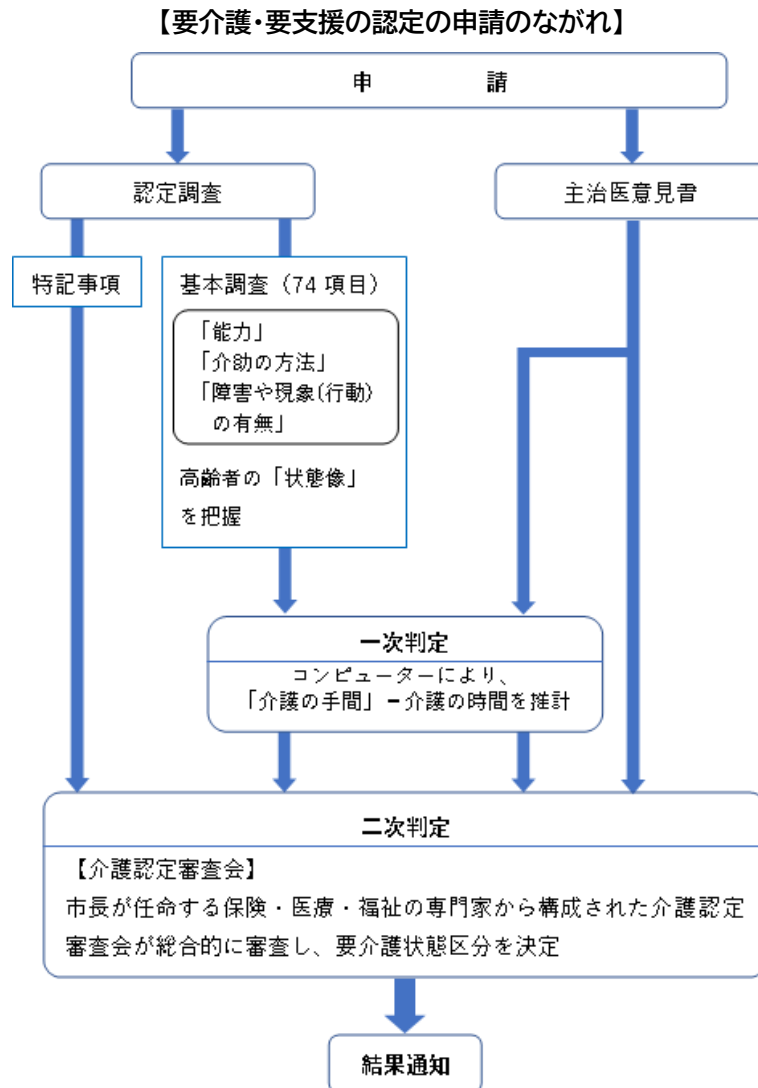 【要介護・要支援の認定の申請のながれ】
申請
認定調査
主治医意見書
特記事項
基本調査（74 項目）
「能力」
「介助の方法」
「障害や現象(行動)
の有無」
高齢者の「状態像」
を把握
一次判定
コンピューターにより、
「介護の手間」－介護の時間を推計
二次判定
【介護認定審査会】
市長が任命する保険・医療・福祉の専門家から構成された介護認定
審査会が総合的に審査し、要介護状態区分を決定
結果通知